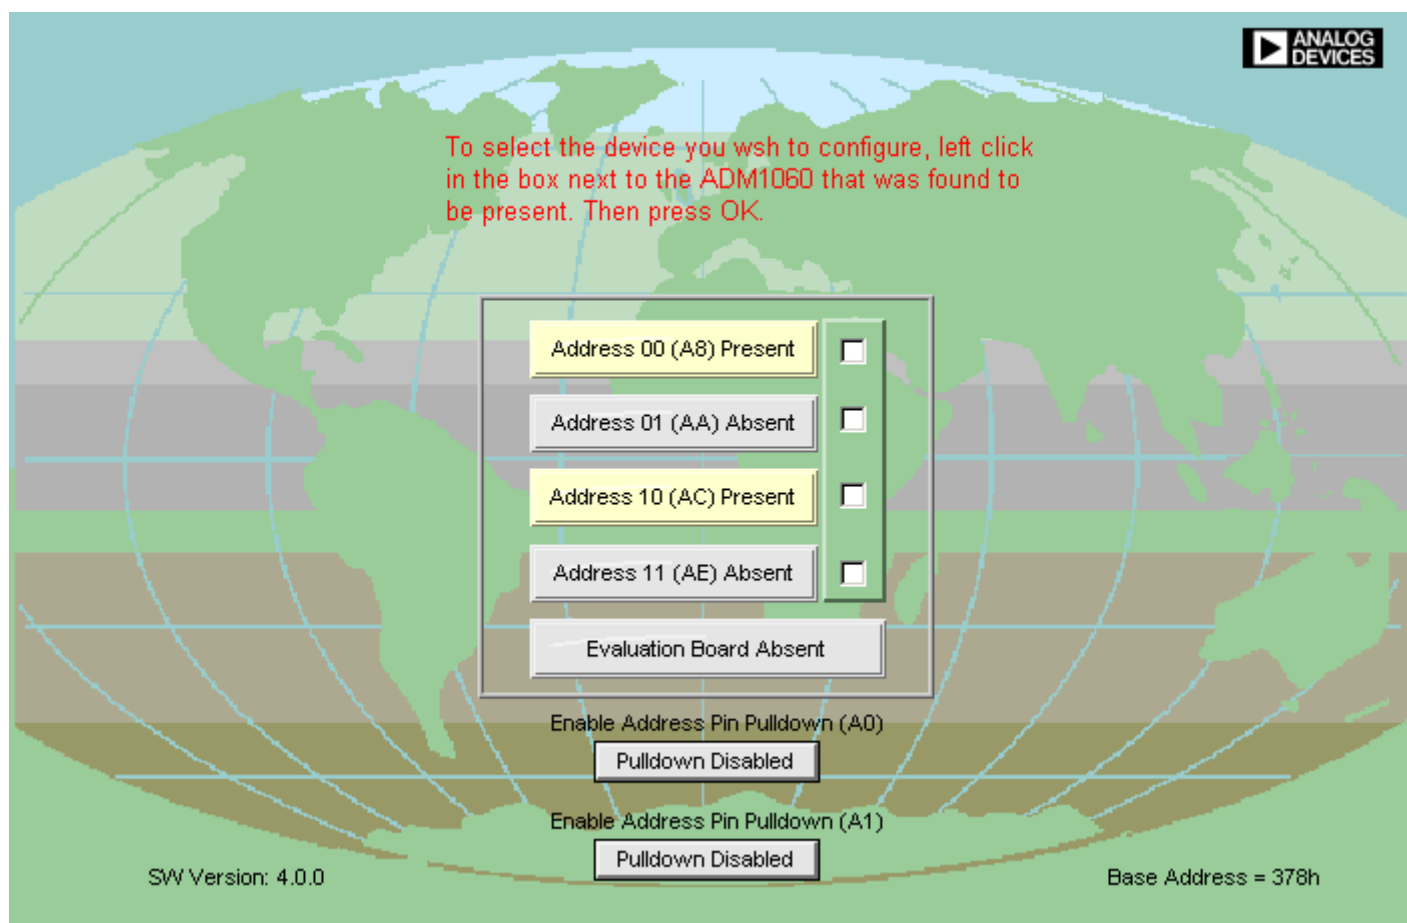 ANALOG
DEVICES
To select the device you wsh to configure, left click
in the box next to the ADM1060 that was found to
be present. Then press OK.
Address 00 (A8) Present
Address 01 (AA) Absent
Address 10 (AC) Present
Address 11 (AE) Absent
Evaluation Board Absent
Enable Address Pin Pulldown (A0)
Pulldown Disabled
Enable Address Pin Pulldown (A1)
Pulldown Disabled
SW Version: 4.0.0
Base Address = 378h